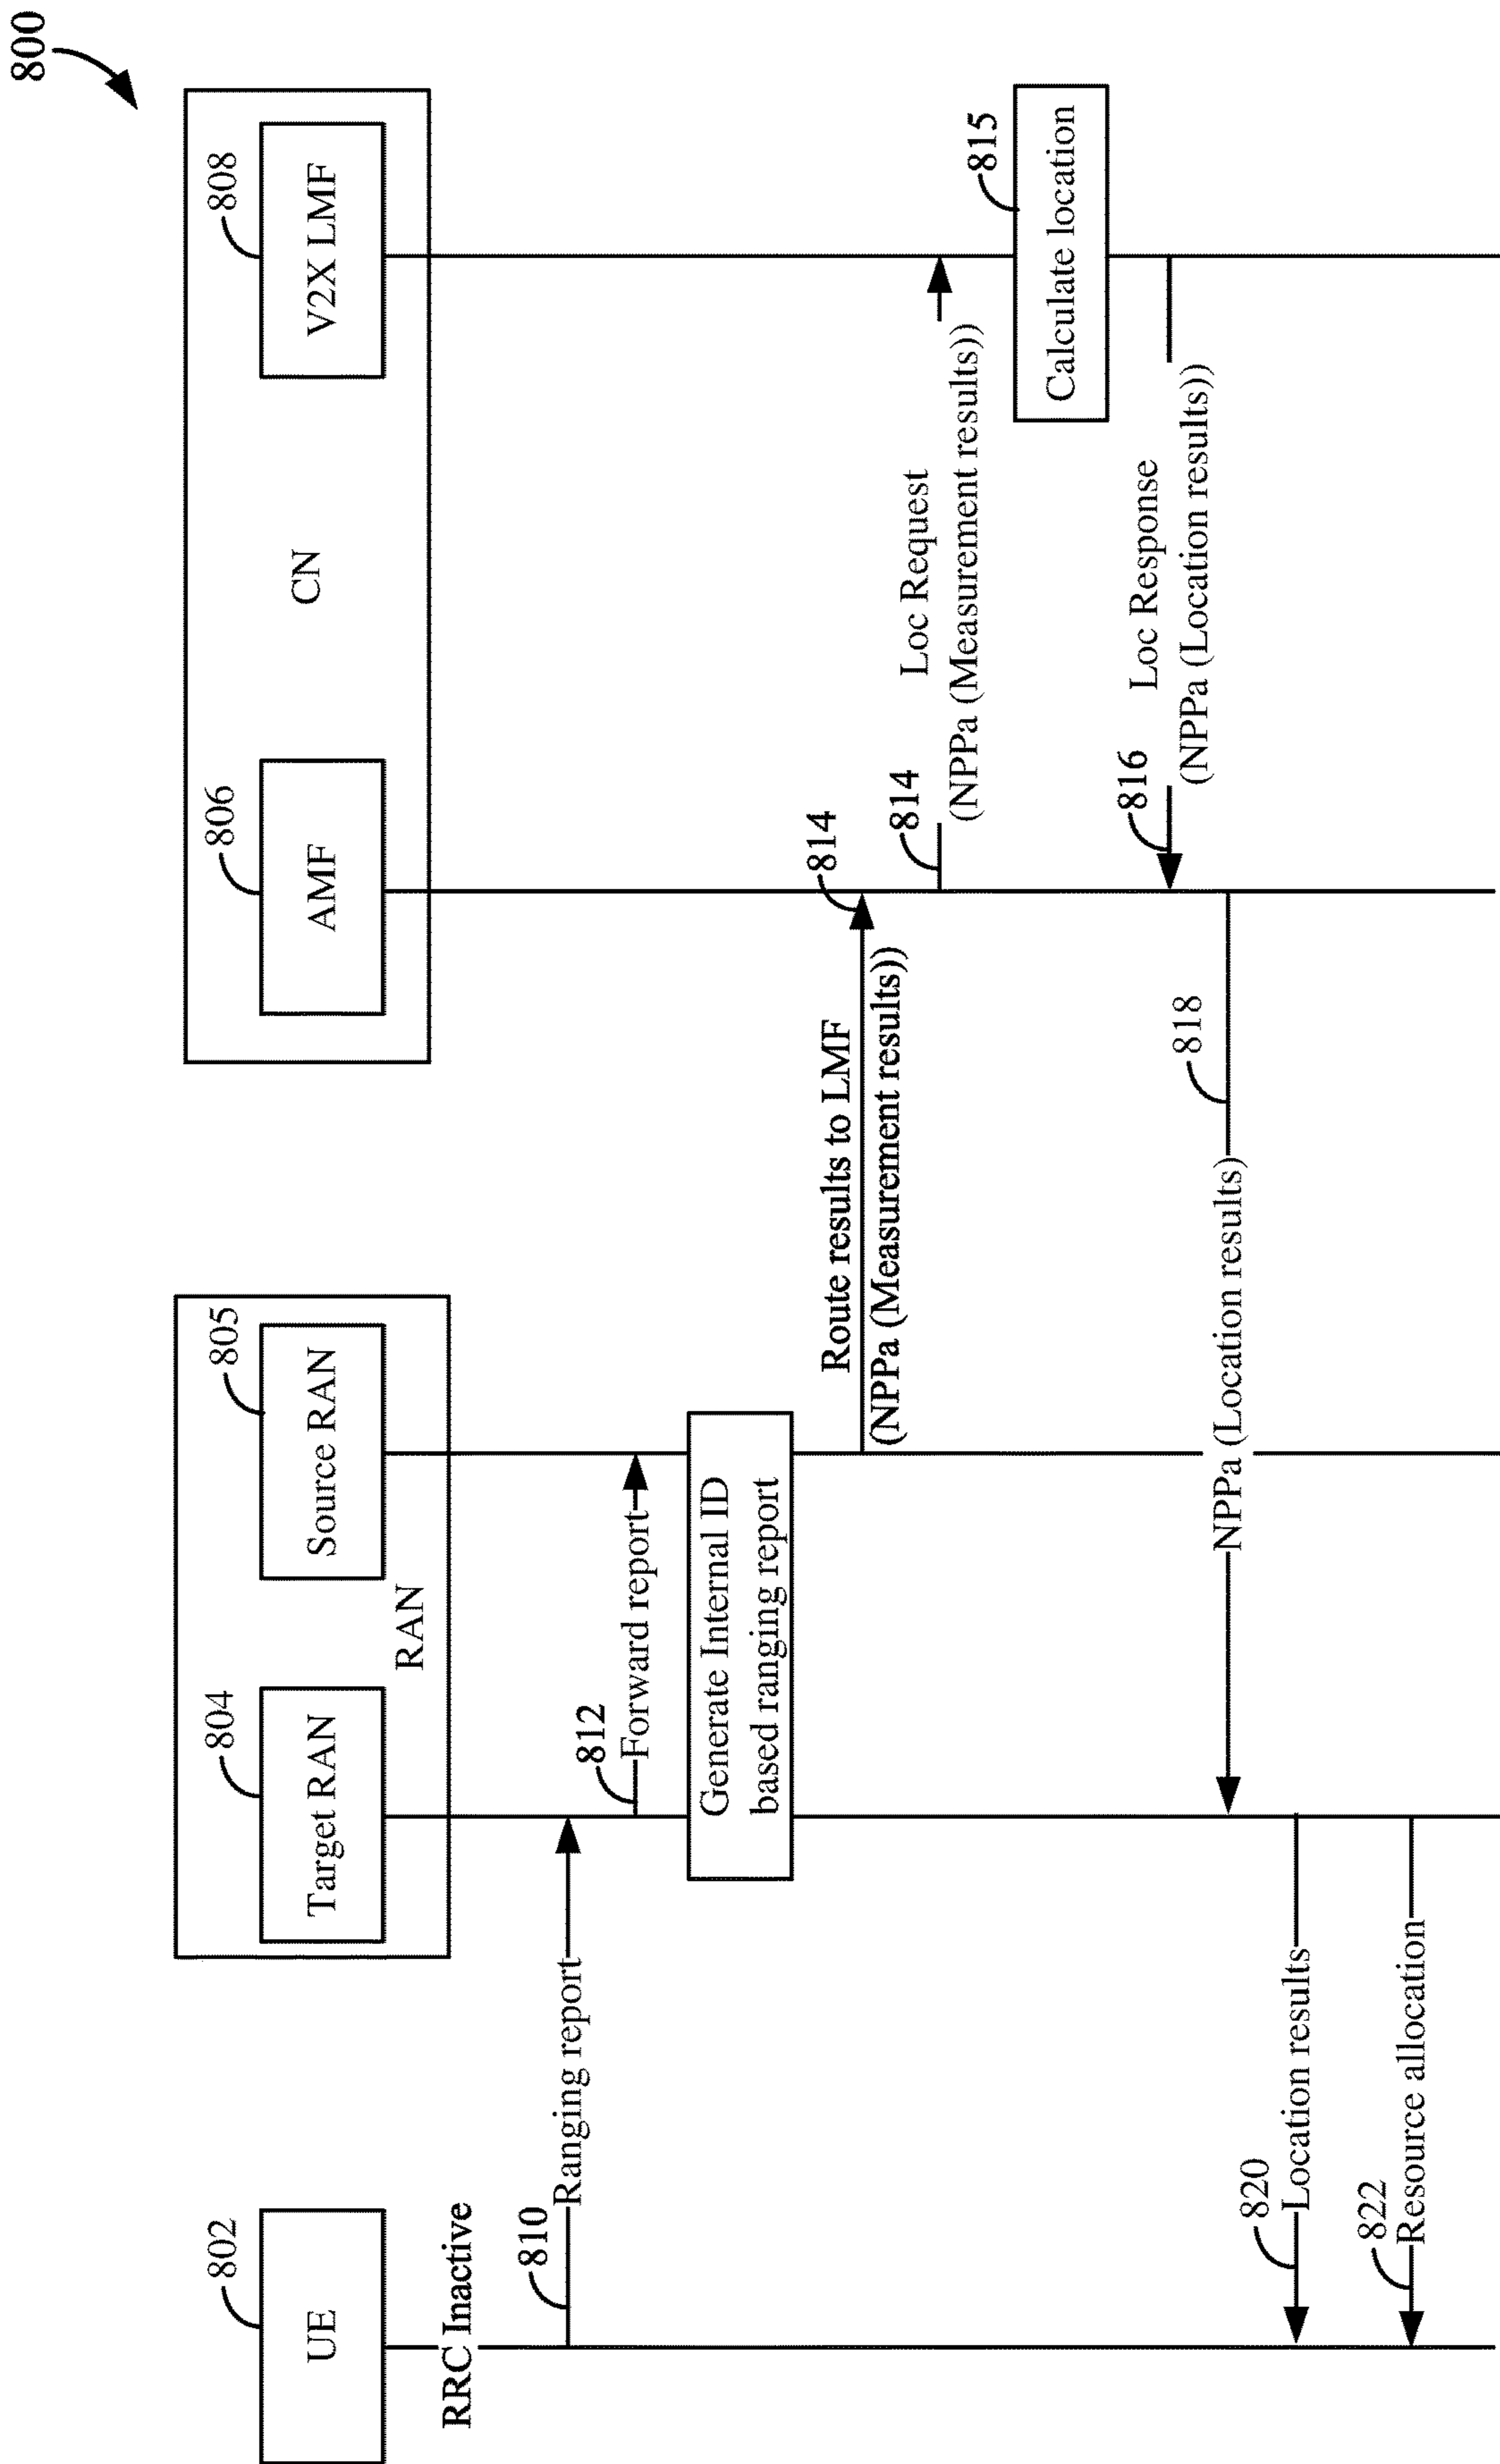 800
802
804
805
806
808
UE
Target RAN
Source RAN
RAN
AMF
CN
V2X LMF
RRC Inactive
810
Ranging report
812
Forward report
Generate Internal ID
based ranging report
Route results to LMF
(NPPa (Measurement results))
814
814
Loc Request
(NPPa (Measurement results))
815
Calculate location
816
Loc Response
(NPPa (Location results))
818
NPPa (Location results)
820
Location results
822
Resource allocation